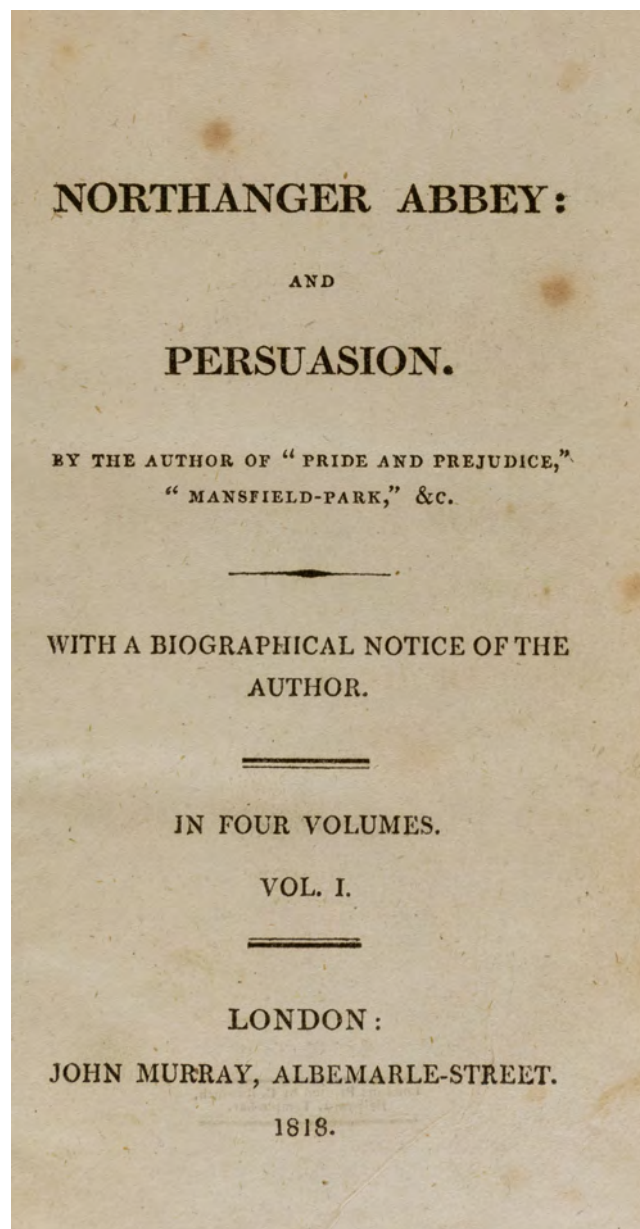 NORTHANGER ABBEY:
AND
PERSUASION.
BY THE AUTHOR OF “ PRIDE AND PREJUDICE,”
“ MANSFIELD-PARK,” &C.
WITH A BIOGRAPHICAL NOTICE OF THE
AUTHOR.
IN FOUR VOLUMES.
VOL. I.
LONDON:
JOHN MURRAY, ALBEMARLE-STREET.
1818.